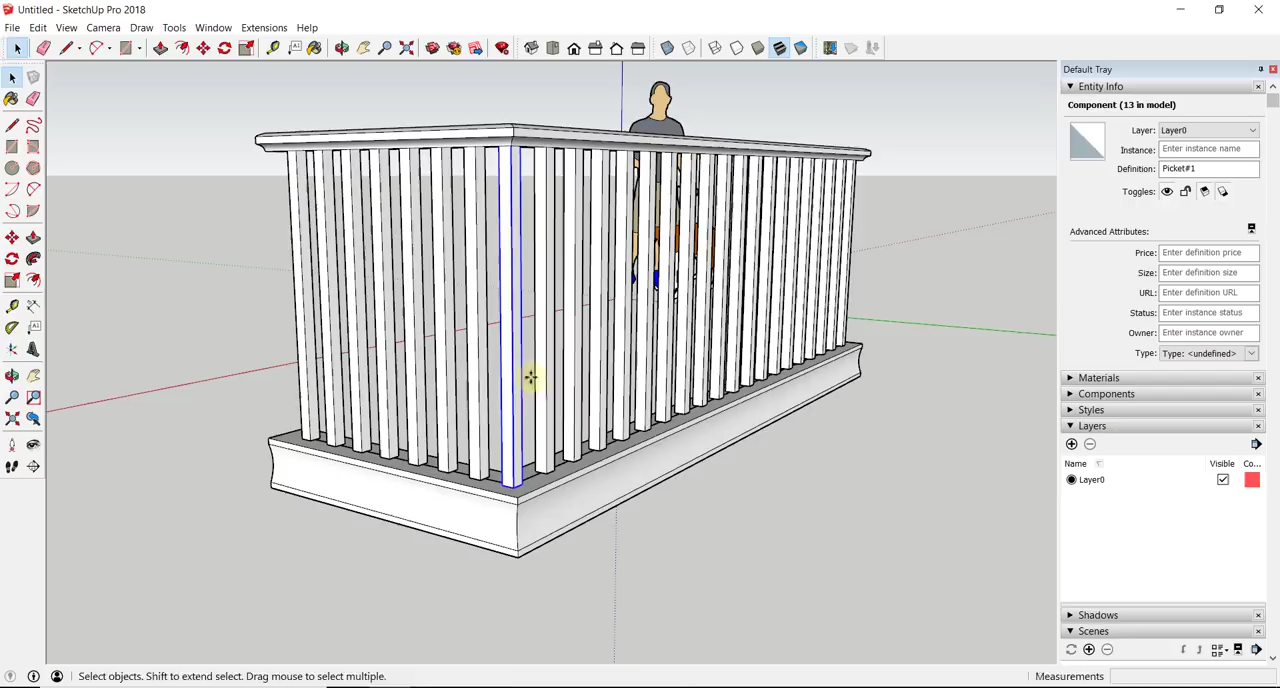 Untitled - SketchUp Pro 2018
File Edit View Camera Draw Tools Window Extensions Help
Default Tray
Entity Info
Component (13 in model)
Layer: Layer0
Instance: Enter instance name
Definition: Picket#1
Toggles:
Advanced Attributes:
Price: Enter definition price
Size: Enter definition size
URL: Enter definition URL
Status: Enter instance status
Owner: Enter instance owner
Type: Type: <undefined>
Materials
Components
Styles
Layers
Name Visible Co...
Layer0
Shadows
Scenes
Select objects. Shift to extend select. Drag mouse to select multiple.
Measurements